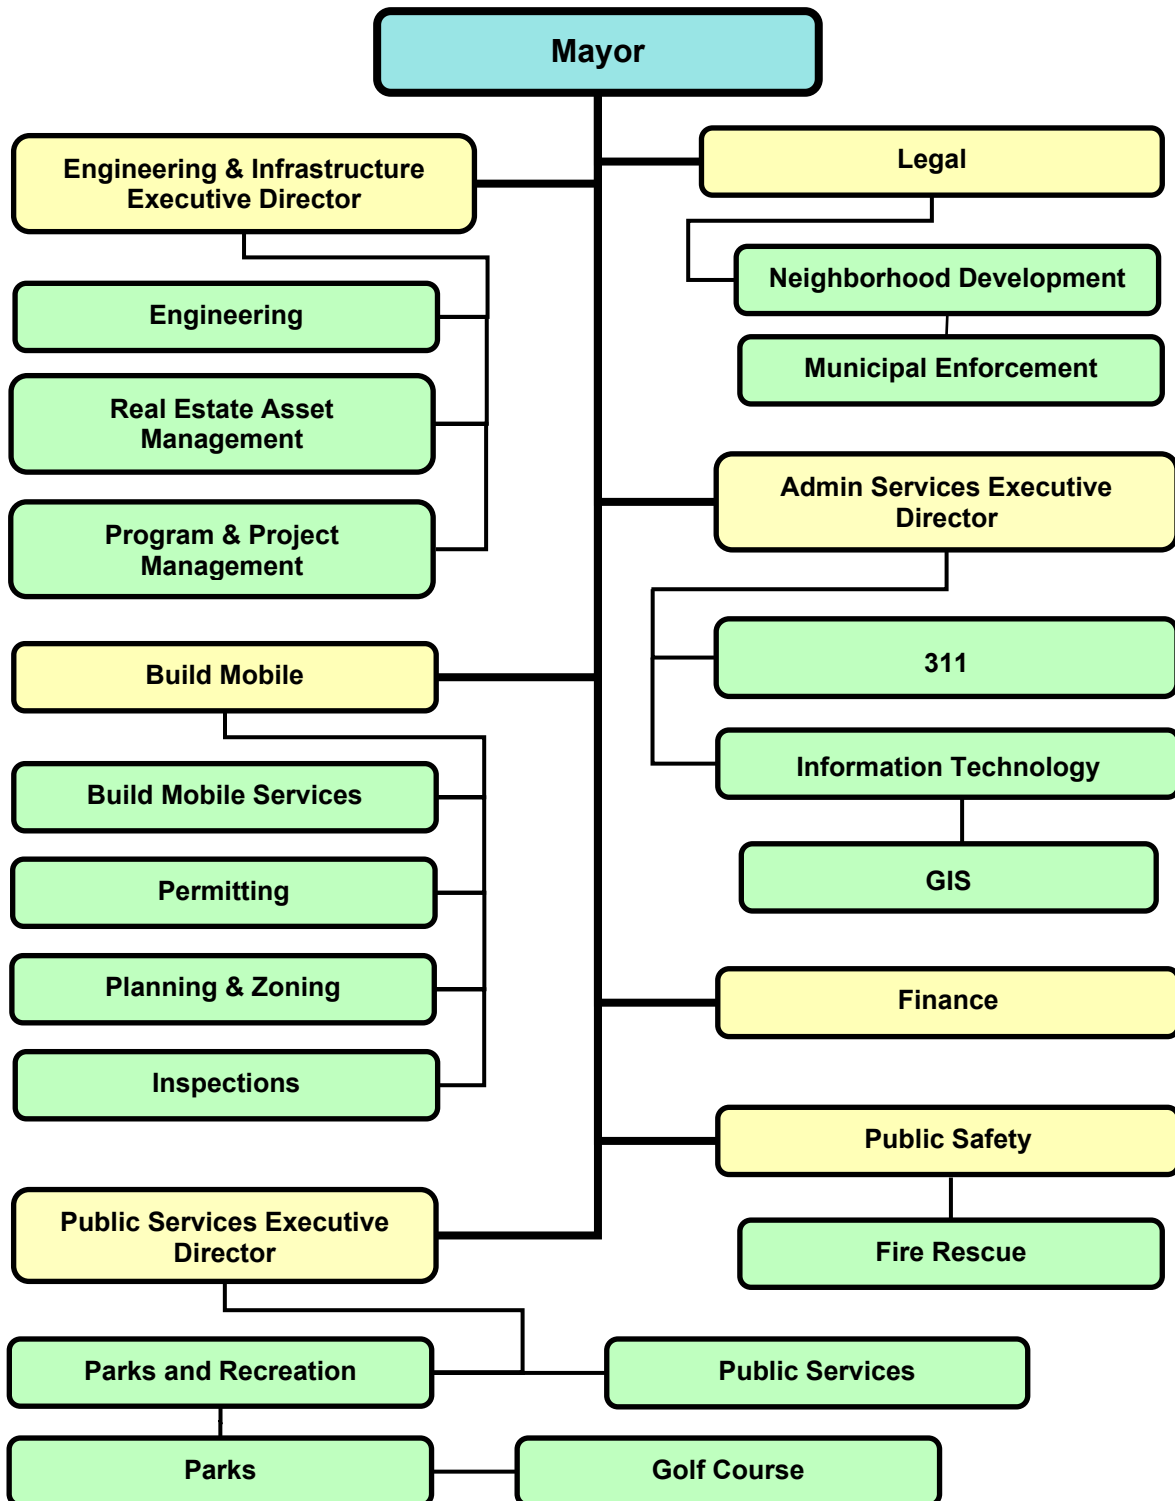 Mayor
Engineering & Infrastructure
Executive Director
Engineering
Real Estate Asset
Management
Program & Project
Management
Build Mobile
Build Mobile Services
Permitting
Planning & Zoning
Inspections
Public Services Executive
Director
Parks and Recreation
Public Services
Parks
Golf Course
Legal
Neighborhood Development
Municipal Enforcement
Admin Services Executive
Director
311
Information Technology
GIS
Finance
Public Safety
Fire Rescue